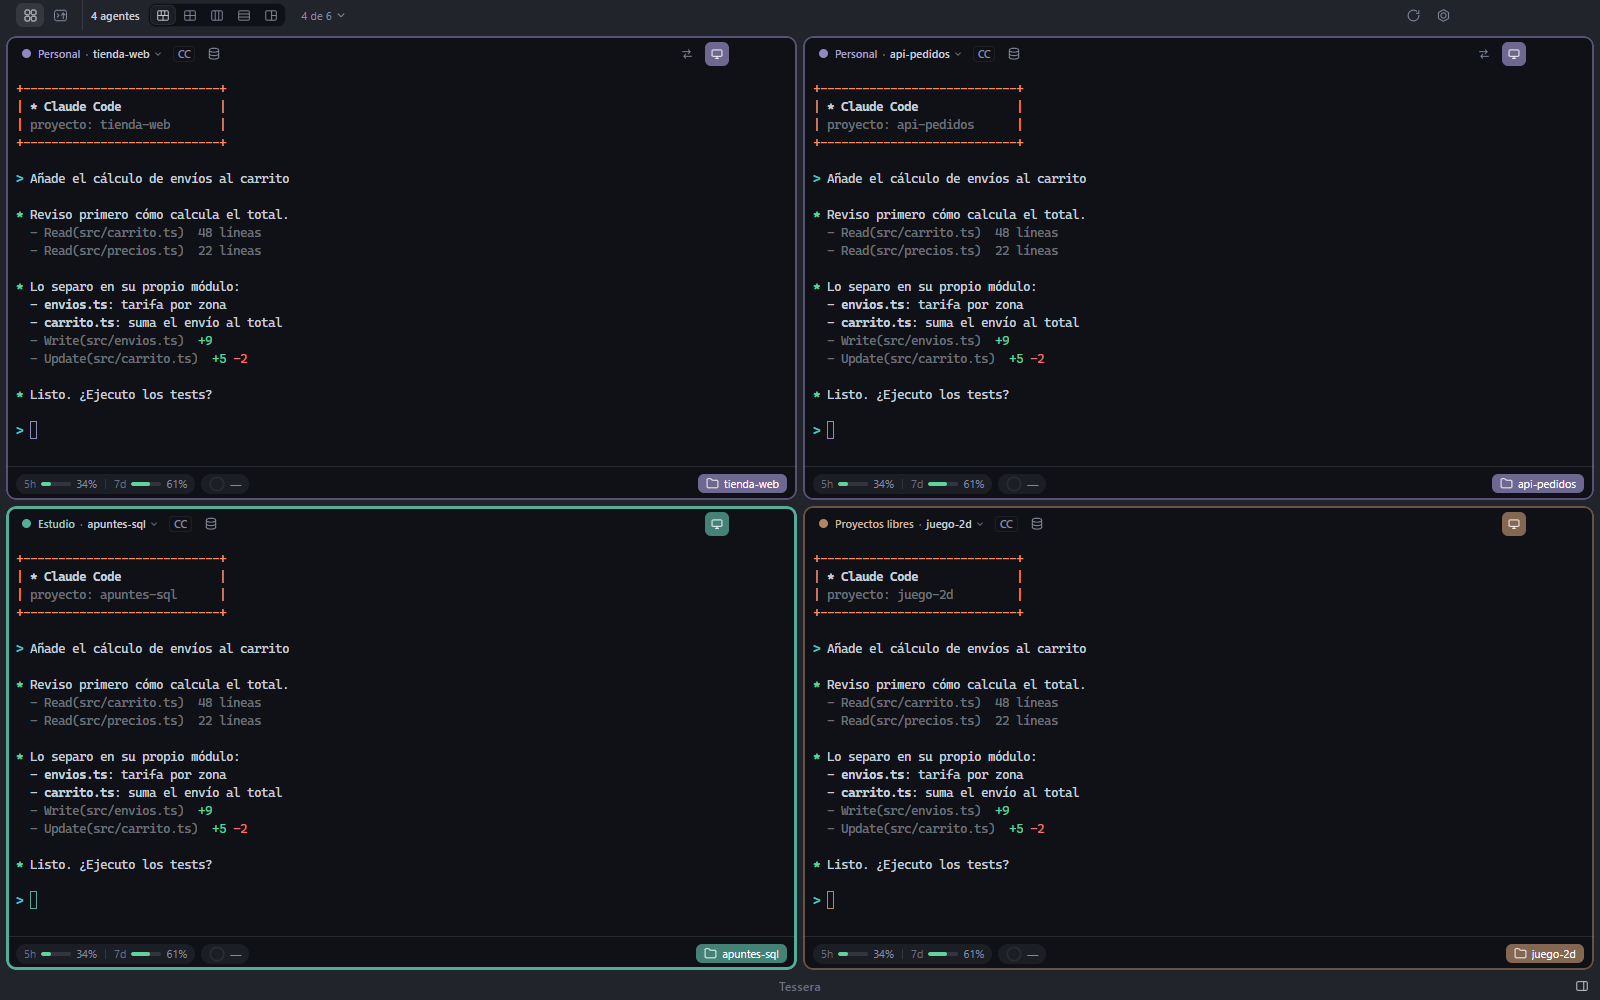 4 agentes
4 de 6
Personal · tienda-web
CC
+-----------------------------+
| * Claude Code |
| proyecto: tienda-web |
+-----------------------------+
> Añade el cálculo de envíos al carrito
* Reviso primero cómo calcula el total.
– Read(src/carrito.ts) 48 líneas
– Read(src/precios.ts) 22 líneas
* Lo separo en su propio módulo:
– envios.ts: tarifa por zona
– carrito.ts: suma el envío al total
– Write(src/envios.ts) +9
– Update(src/carrito.ts) +5 −2
* Listo. ¿Ejecuto los tests?
>
5h 34% | 7d 61% —
tienda-web
Personal · api-pedidos
CC
+-----------------------------+
| * Claude Code |
| proyecto: api-pedidos |
+-----------------------------+
> Añade el cálculo de envíos al carrito
* Reviso primero cómo calcula el total.
– Read(src/carrito.ts) 48 líneas
– Read(src/precios.ts) 22 líneas
* Lo separo en su propio módulo:
– envios.ts: tarifa por zona
– carrito.ts: suma el envío al total
– Write(src/envios.ts) +9
– Update(src/carrito.ts) +5 −2
* Listo. ¿Ejecuto los tests?
>
5h 34% | 7d 61% —
api-pedidos
Estudio · apuntes-sql
CC
+-----------------------------+
| * Claude Code |
| proyecto: apuntes-sql |
+-----------------------------+
> Añade el cálculo de envíos al carrito
* Reviso primero cómo calcula el total.
– Read(src/carrito.ts) 48 líneas
– Read(src/precios.ts) 22 líneas
* Lo separo en su propio módulo:
– envios.ts: tarifa por zona
– carrito.ts: suma el envío al total
– Write(src/envios.ts) +9
– Update(src/carrito.ts) +5 −2
* Listo. ¿Ejecuto los tests?
>
5h 34% | 7d 61% —
apuntes-sql
Proyectos libres · juego-2d
CC
+-----------------------------+
| * Claude Code |
| proyecto: juego-2d |
+-----------------------------+
> Añade el cálculo de envíos al carrito
* Reviso primero cómo calcula el total.
– Read(src/carrito.ts) 48 líneas
– Read(src/precios.ts) 22 líneas
* Lo separo en su propio módulo:
– envios.ts: tarifa por zona
– carrito.ts: suma el envío al total
– Write(src/envios.ts) +9
– Update(src/carrito.ts) +5 −2
* Listo. ¿Ejecuto los tests?
>
5h 34% | 7d 61% —
juego-2d
Tessera